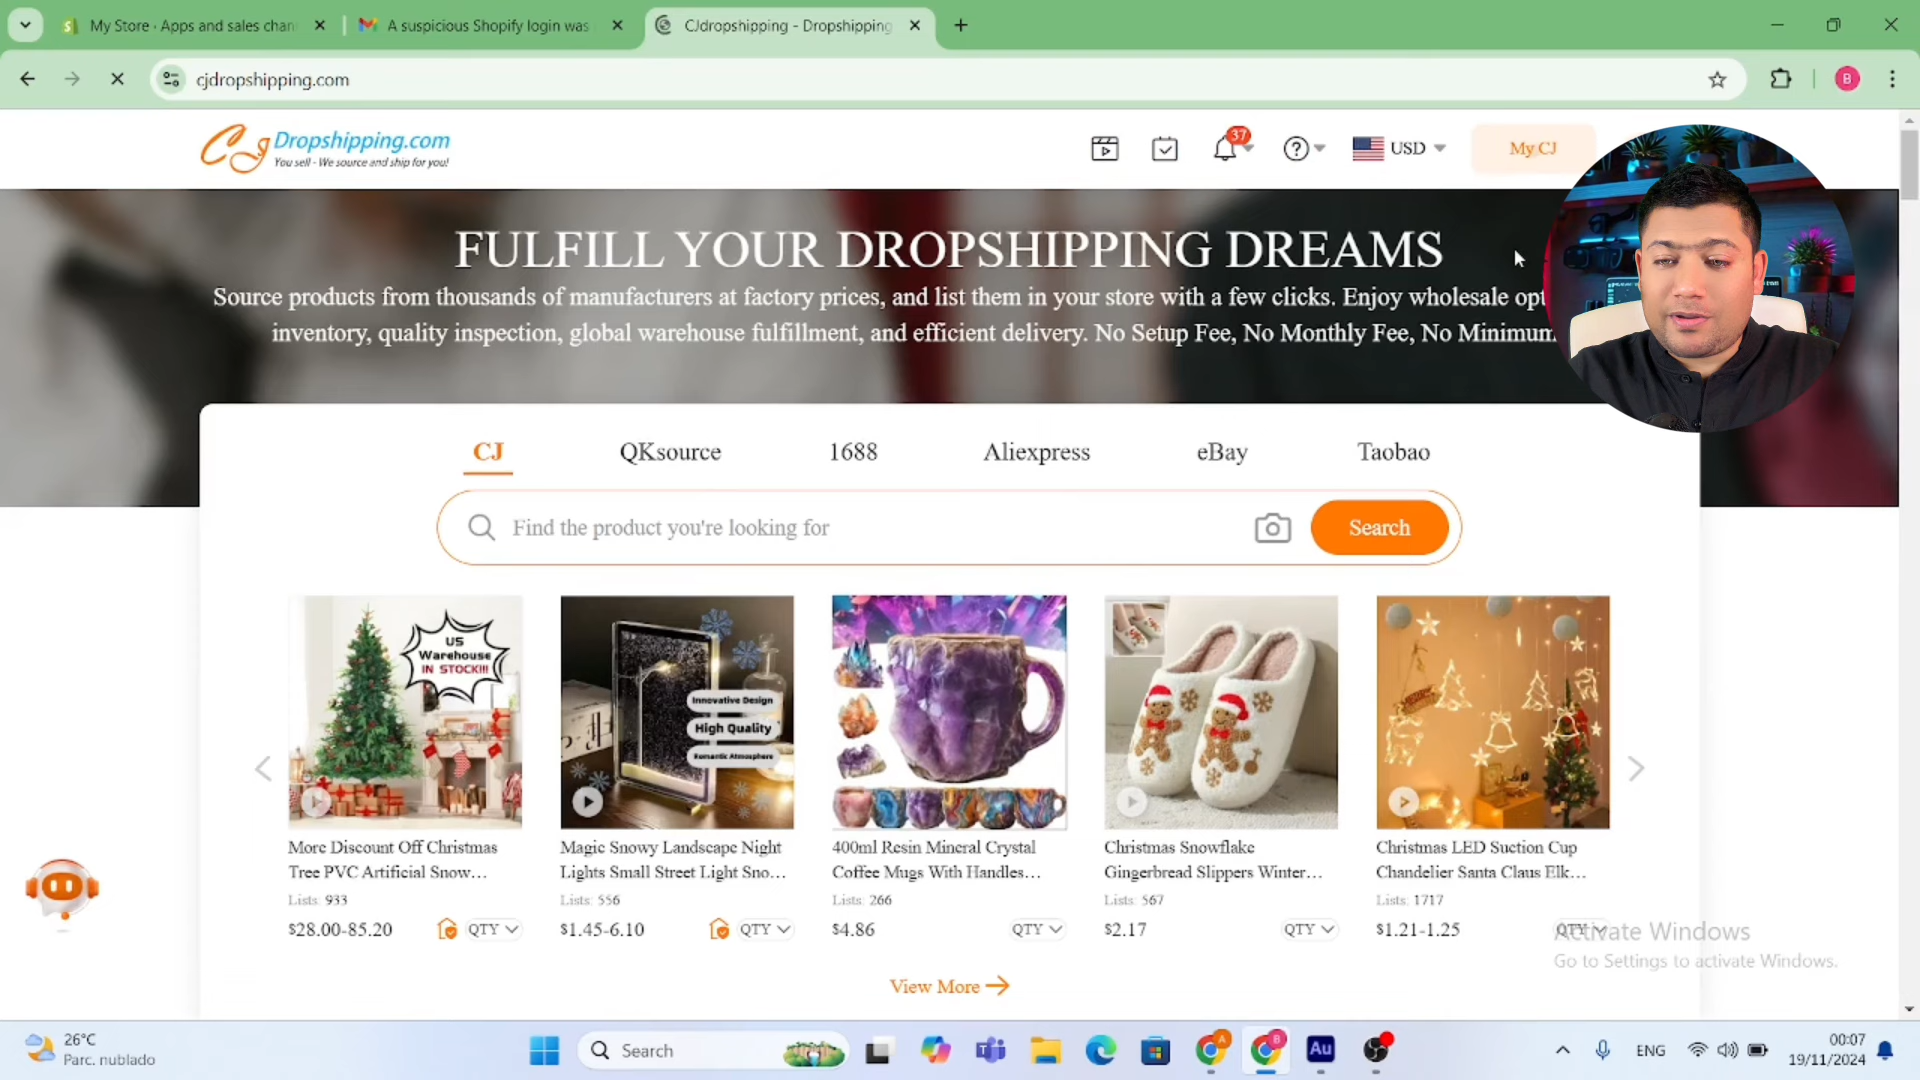 My Store · Apps and sales chan
A suspicious Shopify login was
CJdropshipping - Dropshipping
cjdropshipping.com
B
CJ Dropshipping.com
You sell - We source and ship for you!
37
USD
My CJ
FULFILL YOUR DROPSHIPPING DREAMS
Source products from thousands of manufacturers at factory prices, and list them in your store with a few clicks. Enjoy wholesale opt
inventory, quality inspection, global warehouse fulfillment, and efficient delivery. No Setup Fee, No Monthly Fee, No Minimum
CJ
QKsource
1688
Aliexpress
eBay
Taobao
Find the product you're looking for
Search
US
Warehouse
IN STOCK!!!
Innovative Design
High Quality
Romantic Atmosphere
More Discount Off Christmas
Tree PVC Artificial Snow...
Lists: 933
$28.00-85.20
QTY
Magic Snowy Landscape Night
Lights Small Street Light Sno...
Lists: 556
$1.45-6.10
QTY
400ml Resin Mineral Crystal
Coffee Mugs With Handles...
Lists: 266
$4.86
QTY
Christmas Snowflake
Gingerbread Slippers Winter...
Lists: 567
$2.17
QTY
Christmas LED Suction Cup
Chandelier Santa Claus Elk...
Lists: 1717
$1.21-1.25
QTY
View More
Activate Windows
Go to Settings to activate Windows.
26°C
Parc. nublado
Search
A
B
Au
ENG
00:07
19/11/2024